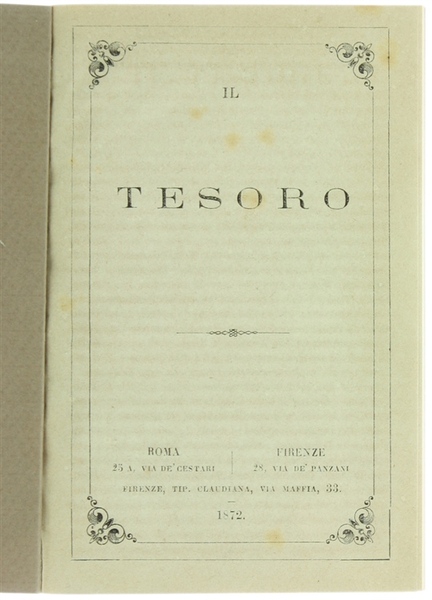 IL
TESORO
ROMA
25 A. VIA DE' CESTARI
FIRENZE
28, VIA DE' PANZANI
FIRENZE, TIP. CLAUDIANA, VIA MAFFIA, 33.
1872.